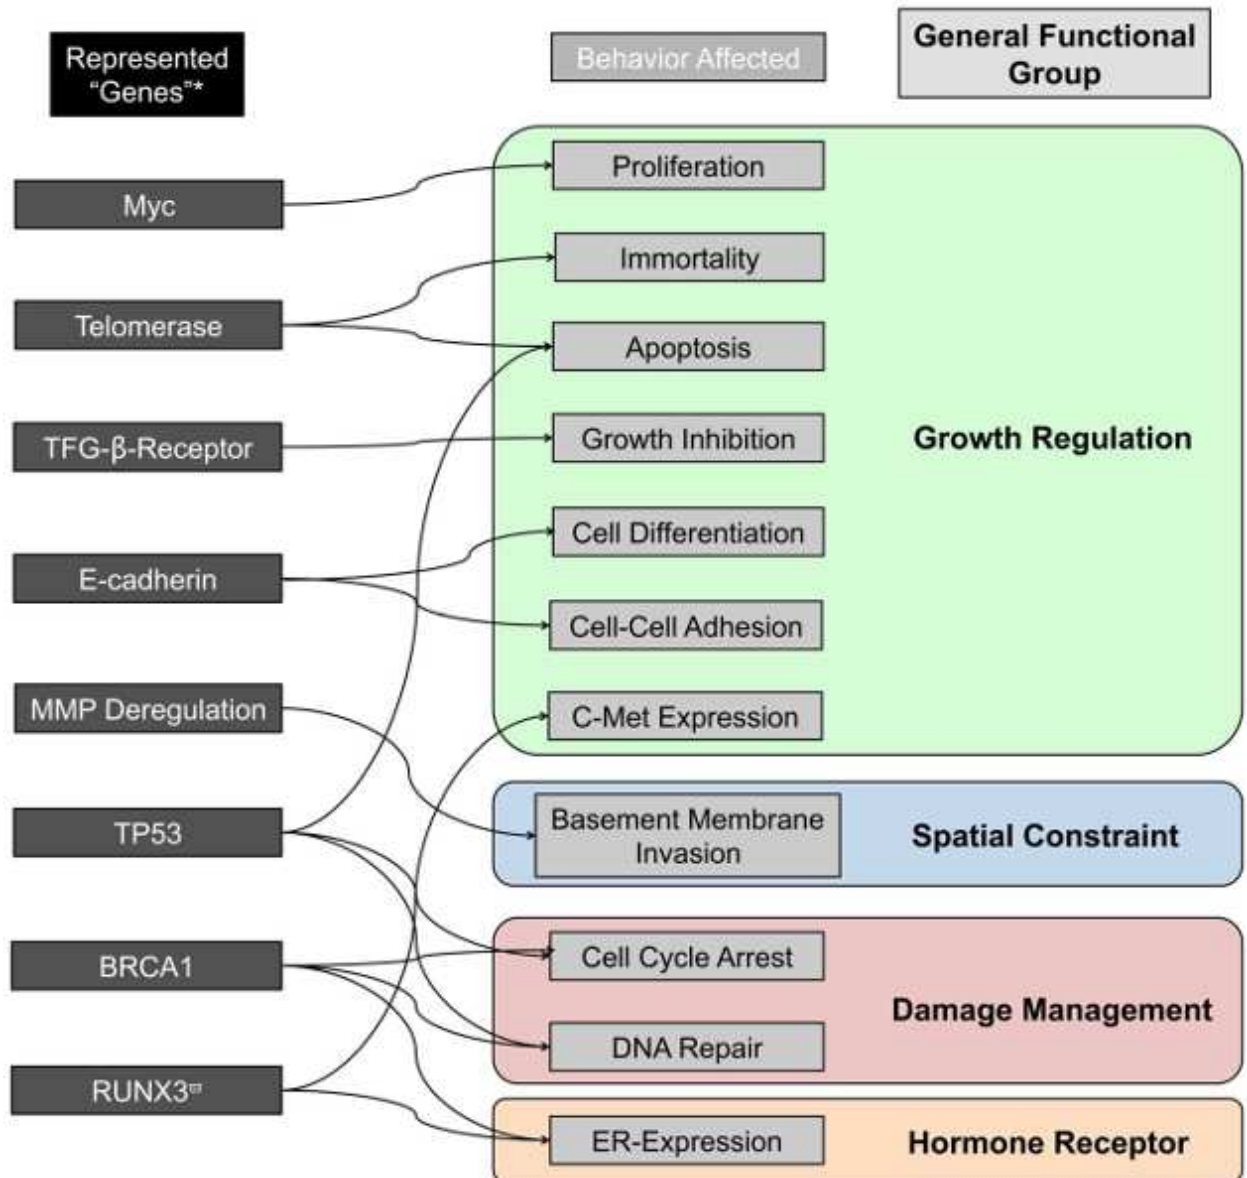 Represented
“Genes”*
Behavior Affected
General Functional
Group
Myc
Telomerase
TFG-β-Receptor
E-cadherin
MMP Deregulation
TP53
BRCA1
RUNX3
Proliferation
Immortality
Apoptosis
Growth Inhibition
Cell Differentiation
Cell-Cell Adhesion
C-Met Expression
Growth Regulation
Basement Membrane
Invasion
Spatial Constraint
Cell Cycle Arrest
DNA Repair
Damage Management
ER-Expression
Hormone Receptor